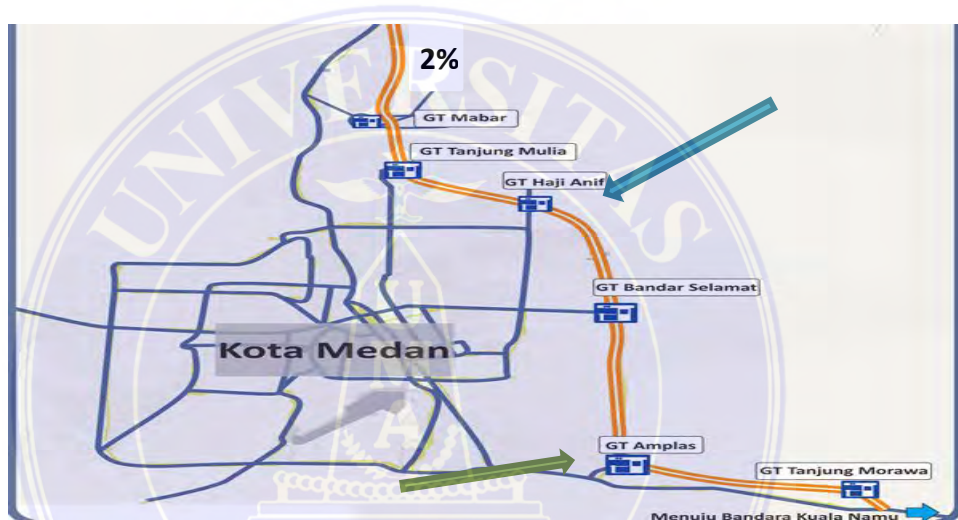 2%
GT Mabar
GT Tanjung Mulia
GT Haji Anif
GT Bandar Selamat
Kota Medan
GT Amplas
GT Tanjung Morawa
Menuju Bandara Kuala Namu
UNIVERSITAS